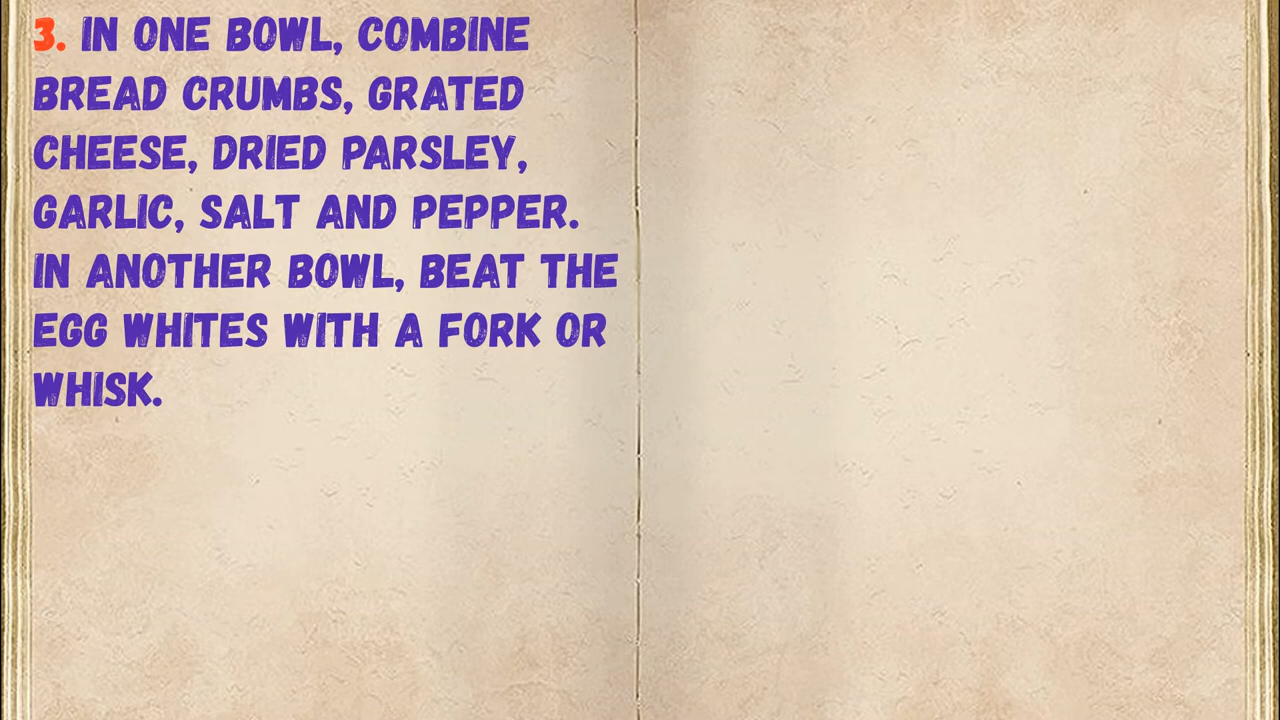 3. IN ONE BOWL, COMBINE
BREAD CRUMBS, GRATED
CHEESE, DRIED PARSLEY,
GARLIC, SALT AND PEPPER.
IN ANOTHER BOWL, BEAT THE
EGG WHITES WITH A FORK OR
WHISK.